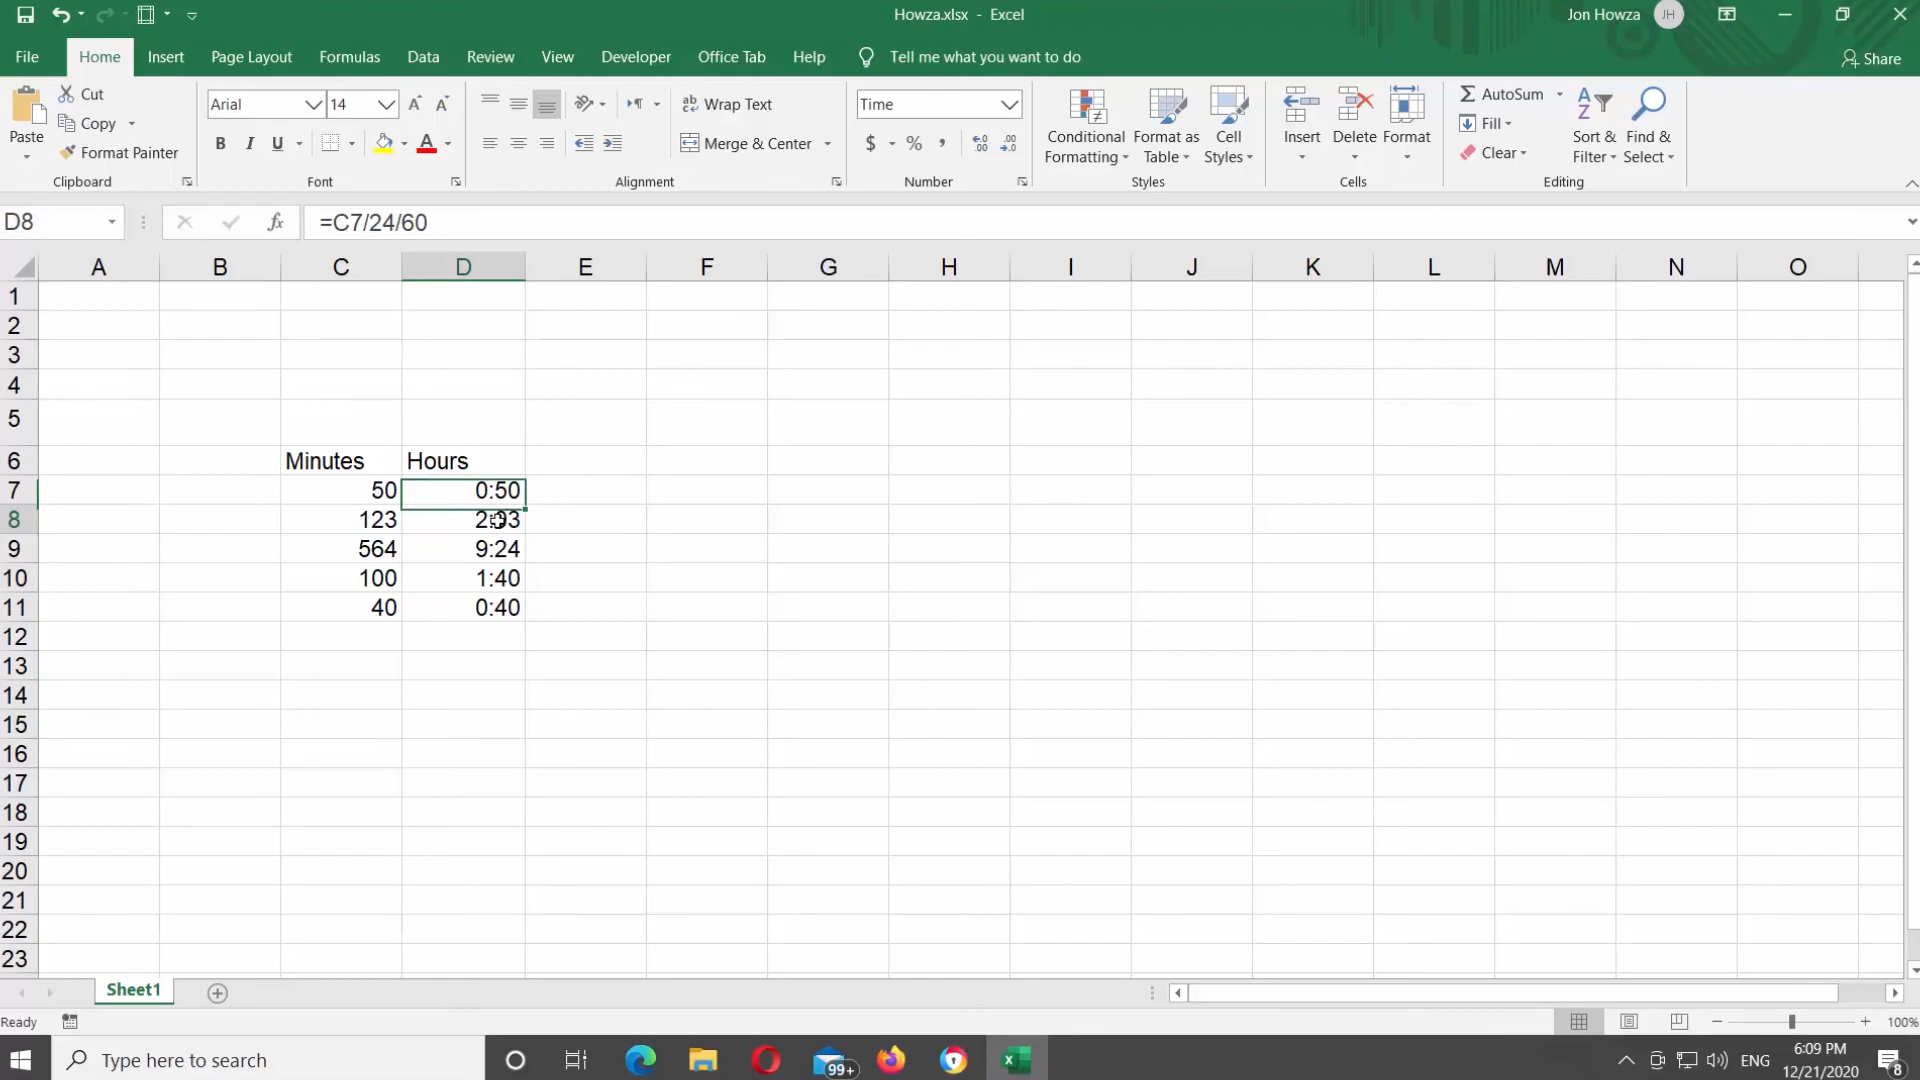 Howza.xlsx - Excel
Jon Howza JH
File Home Insert Page Layout Formulas Data Review View Developer Office Tab Help Tell me what you want to do Share
Paste
Cut
Copy
Format Painter
Clipboard
Arial 14
B I U A
Font
Wrap Text
Merge & Center
Alignment
Time
$ % ,
Number
Conditional Formatting
Format as Table
Cell Styles
Styles
Insert Delete Format
Cells
AutoSum
Fill
Clear
Sort & Filter
Find & Select
Editing
D8 fx =C7/24/60
A B C D E F G H I J K L M N O
1
2
3
4
5
6 Minutes Hours
7 50 0:50
8 123 2:03
9 564 9:24
10 100 1:40
11 40 0:40
12
13
14
15
16
17
18
19
20
21
22
23
Sheet1
Ready 100%
Type here to search 99+ ENG 6:09 PM
12/21/2020 8